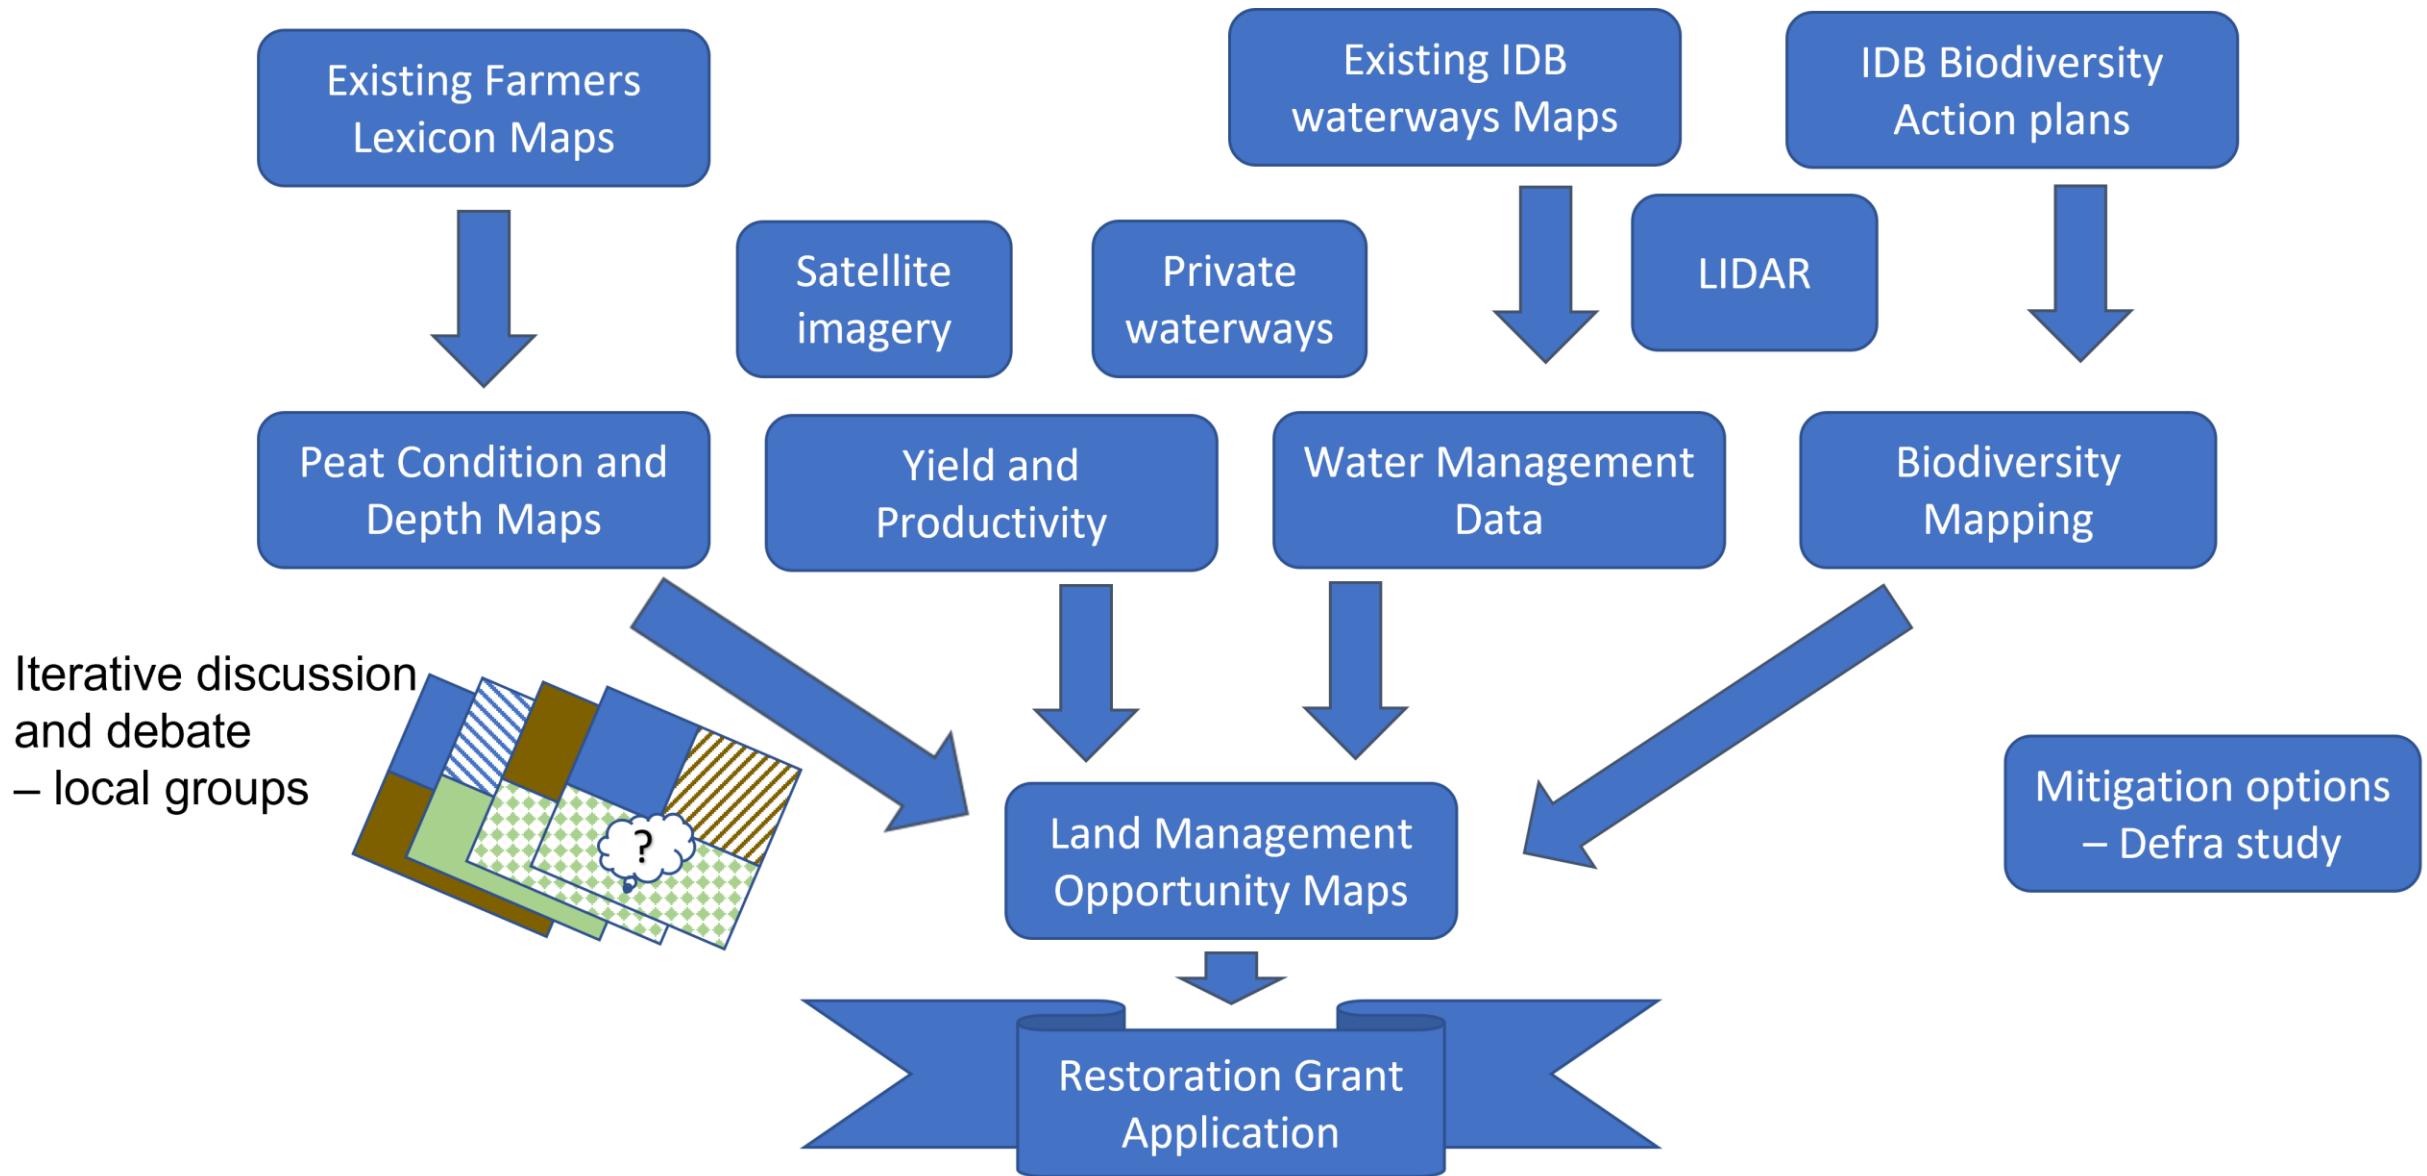 Existing Farmers
Lexicon Maps
Existing IDB
waterways Maps
IDB Biodiversity
Action plans
Satellite
imagery
Private
waterways
LIDAR
Peat Condition and
Depth Maps
Yield and
Productivity
Water Management
Data
Biodiversity
Mapping
Iterative discussion
and debate
– local groups
?
Land Management
Opportunity Maps
Mitigation options
– Defra study
Restoration Grant
Application